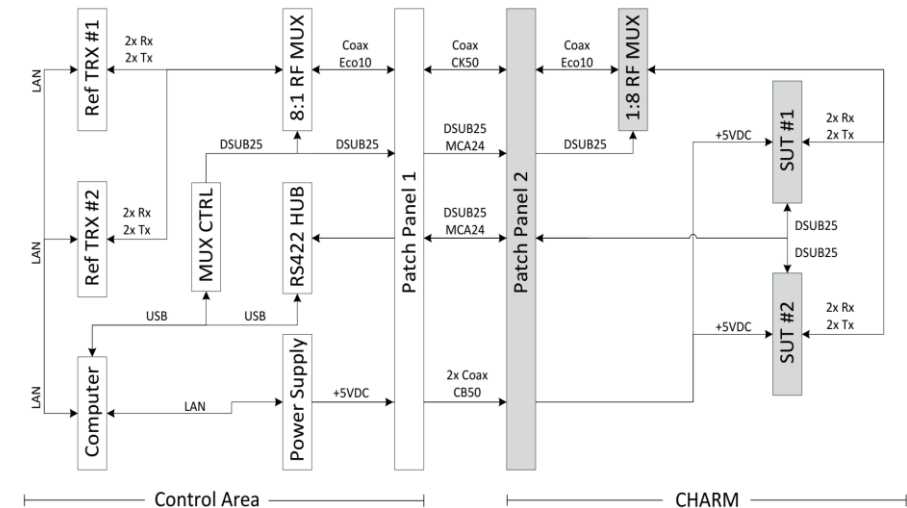 Ref TRX #1
2x Rx
2x Tx
8:1 RF MUX
Coax
Eco10
Coax
CK50
Coax
Eco10
1:8 RF MUX
LAN
SUT #1
+5VDC
2x Rx
2x Tx
DSUB25
DSUB25
DSUB25
MCA24
DSUB25
Ref TRX #2
2x Rx
2x Tx
MUX CTRL
RS422 HUB
Patch Panel 1
DSUB25
MCA24
Patch Panel 2
DSUB25
DSUB25
LAN
USB
USB
SUT #2
+5VDC
2x Rx
2x Tx
LAN
Computer
LAN
Power Supply
+5VDC
2x Coax
CB50
Control Area
CHARM